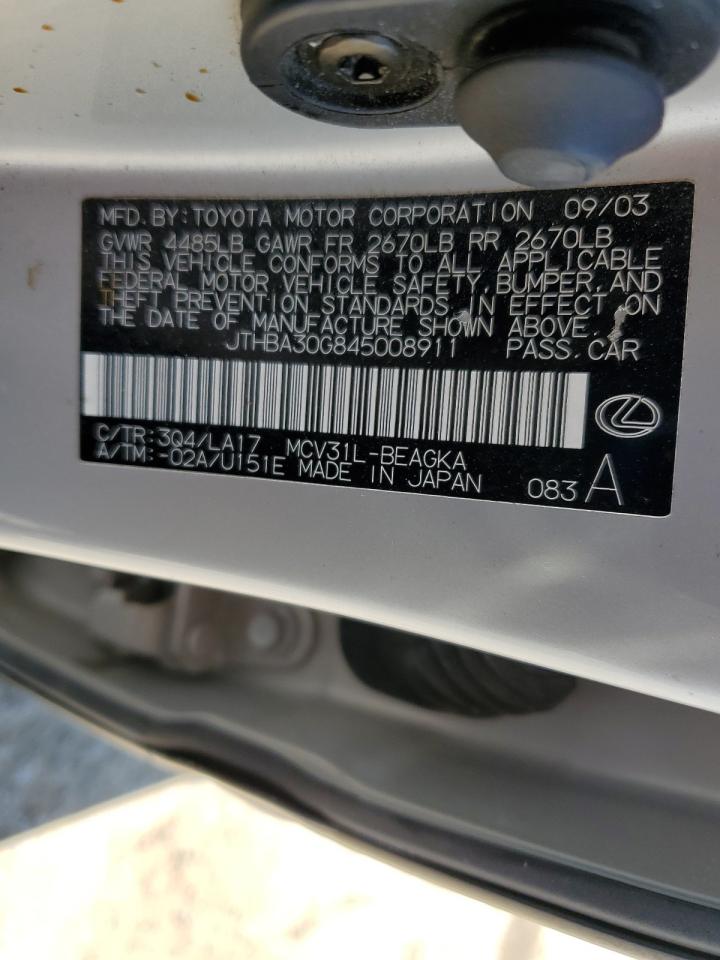 MFD. BY: TOYOTA MOTOR CORPORATION 09/03
GVWR 4485LB GAWR FR 2670LB RR 2670LB
THIS VEHICLE CONFORMS TO ALL APPLICABLE
FEDERAL MOTOR VEHICLE SAFETY, BUMPER, AND
THEFT PREVENTION STANDARDS IN EFFECT ON
THE DATE OF MANUFACTURE SHOWN ABOVE.
JTHBA30G845008911 PASS. CAR
C/TR: 3Q4/LA17 MCV31L-BEAGKA
A/TM: -02A/U151E MADE IN JAPAN
083 A